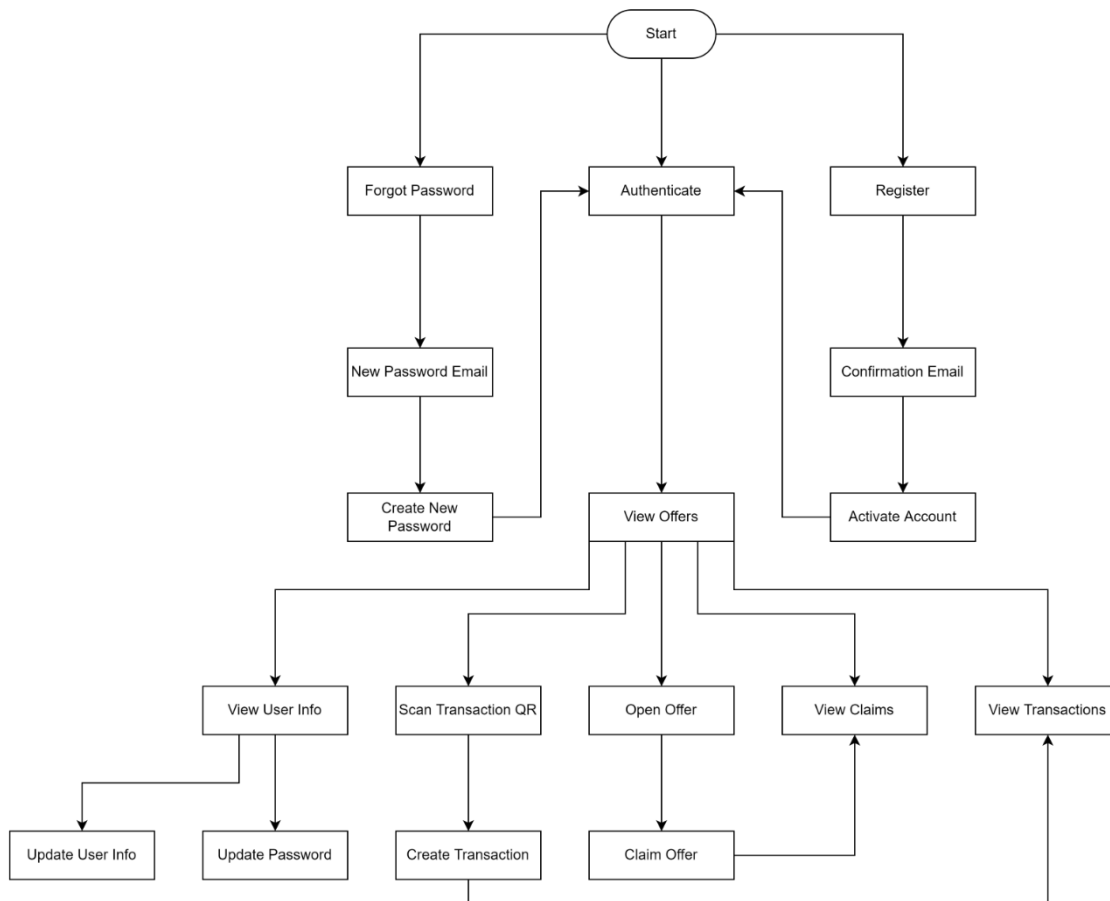 Start
Forgot Password
Authenticate
Register
New Password Email
Confirmation Email
Create New
Password
View Offers
Activate Account
View User Info
Scan Transaction QR
Open Offer
View Claims
View Transactions
Update User Info
Update Password
Create Transaction
Claim Offer